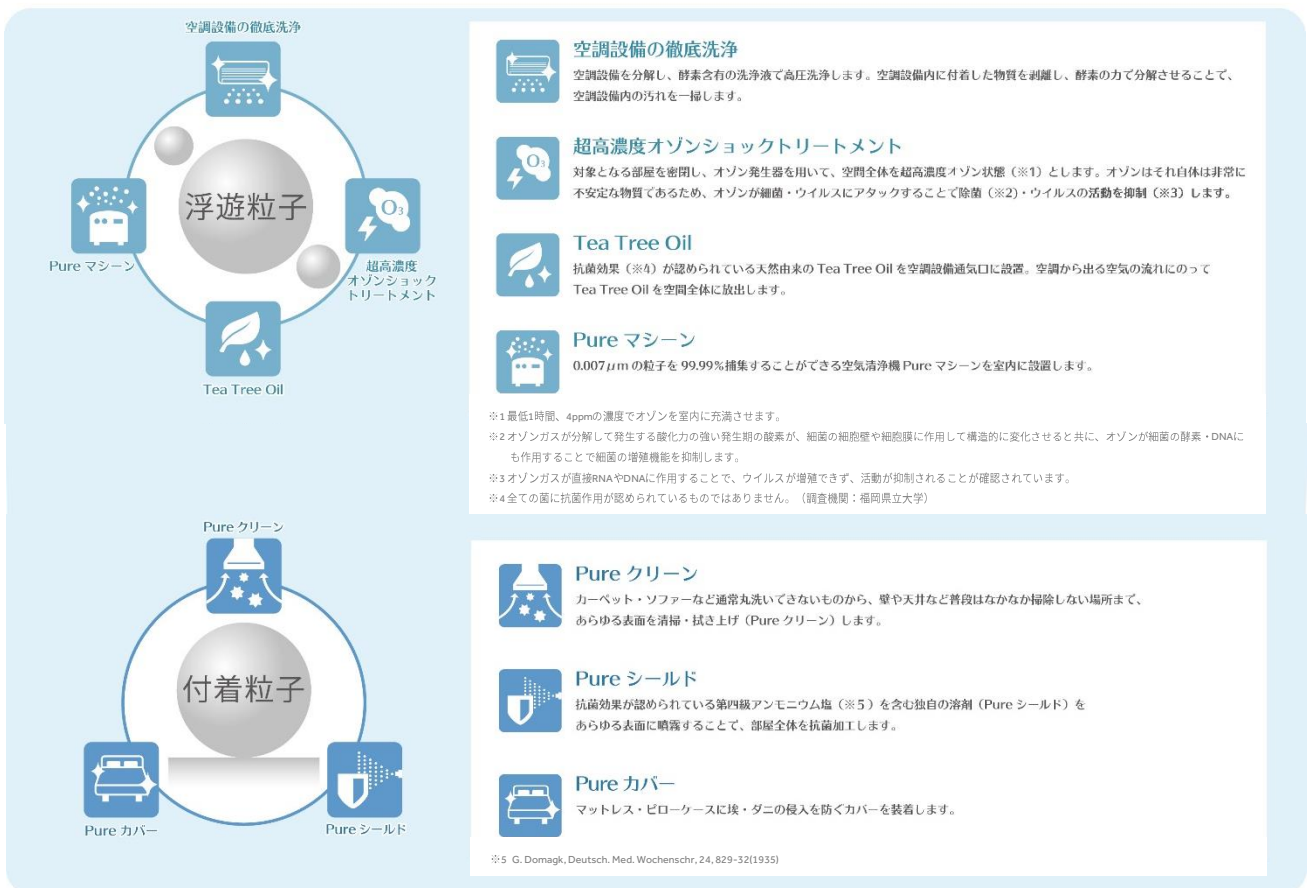 空調設備の徹底洗浄
浮遊粒子
Pure マシーン
超高濃度
オゾンショック
トリートメント
O₃
Tea Tree Oil
空調設備の徹底洗浄
空調設備を分解し、酵素含有の洗浄液で高圧洗浄します。空調設備内に付着した物質を剥離し、酵素の力で分解させることで、
空調設備内の汚れを一掃します。
O₃
超高濃度オゾンショックトリートメント
対象となる部屋を密閉し、オゾン発生器を用いて、空間全体を超高濃度オゾン状態（※1）とします。オゾンはそれ自体は非常に
不安定な物質であるため、オゾンが細菌・ウイルスにアタックすることで除菌（※2）・ウイルスの活動を抑制（※3）します。
Tea Tree Oil
抗菌効果（※4）が認められている天然由来の Tea Tree Oil を空調設備通気口に設置。空調から出る空気の流れにのって
Tea Tree Oil を空間全体に放出します。
Pure マシーン
0.007μm の粒子を 99.99%捕集することができる空気清浄機 Pure マシーンを室内に設置します。
※1 最低1時間、4ppmの濃度でオゾンを室内に充満させます。
※2 オゾンガスが分解して発生する酸化力の強い発生期の酸素が、細菌の細胞壁や細胞膜に作用して構造的に変化させると共に、オゾンが細菌の酵素・DNAに
も作用することで細菌の増殖機能を抑制します。
※3 オゾンガスが直接RNAやDNAに作用することで、ウイルスが増殖できず、活動が抑制されることが確認されています。
※4 全ての菌に抗菌作用が認められているものではありません。（調査機関：福岡県立大学）
Pure クリーン
付着粒子
Pure カバー
Pure シールド
Pure クリーン
カーペット・ソファーなど通常丸洗いできないものから、壁や天井など普段はなかなか掃除しない場所まで、
あらゆる表面を清掃・拭き上げ（Pure クリーン）します。
Pure シールド
抗菌効果が認められている第四級アンモニウム塩（※5）を含む独自の溶剤（Pure シールド）を
あらゆる表面に噴霧することで、部屋全体を抗菌加工します。
Pure カバー
マットレス・ピローケースに埃・ダニの侵入を防ぐカバーを装着します。
※5 G. Domagk, Deutsch. Med. Wochenschr, 24, 829-32(1935)